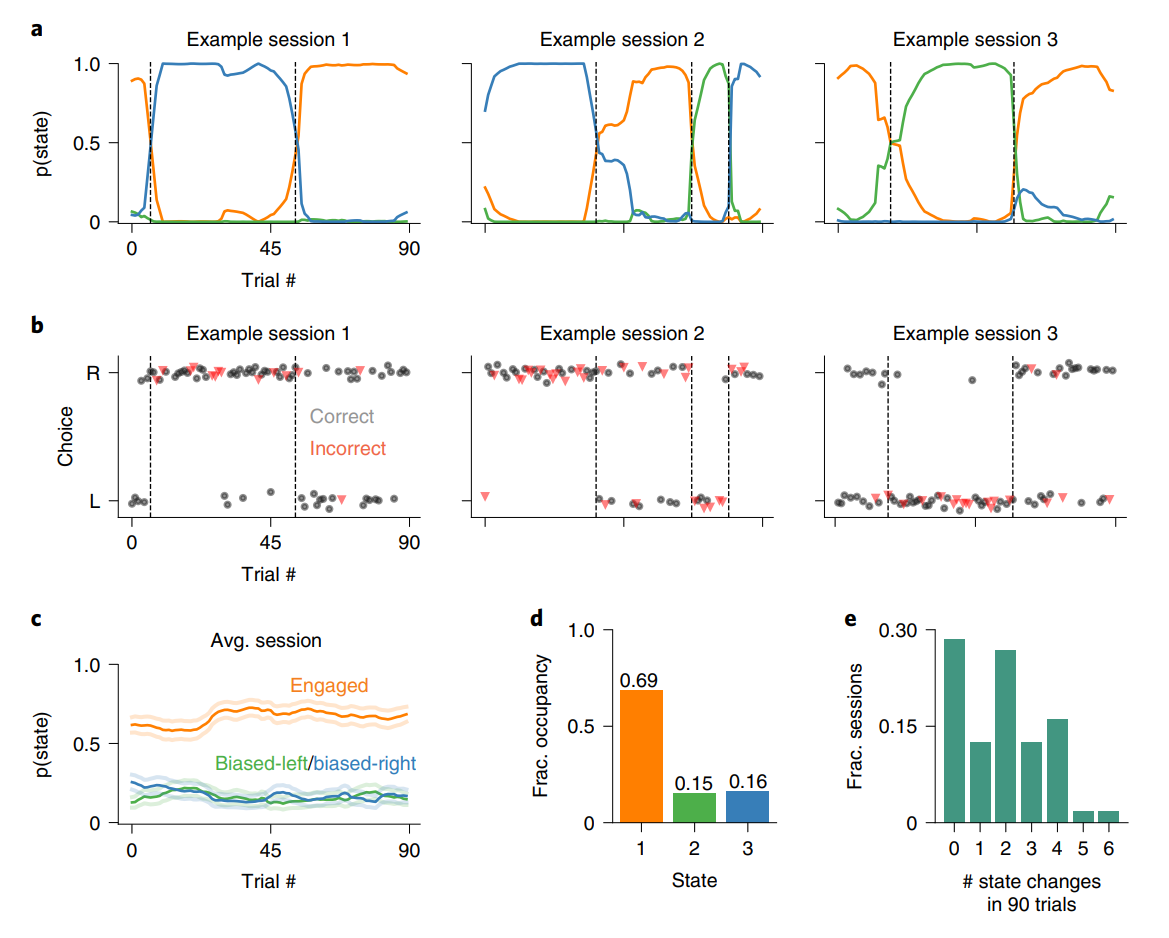 a
Example session 1
Example session 2
Example session 3
p(state)
1.0
0.5
0
0
45
90
Trial #
b
Example session 1
Example session 2
Example session 3
Choice
R
L
Correct
Incorrect
0
45
90
Trial #
c
Avg. session
p(state)
1.0
0.5
0
Engaged
Biased-left/biased-right
0
45
90
Trial #
d
Frac. occupancy
1.0
0.5
0
0.69
0.15
0.16
1
2
3
State
e
Frac. sessions
0.30
0.15
0
0
1
2
3
4
5
6
# state changes
in 90 trials